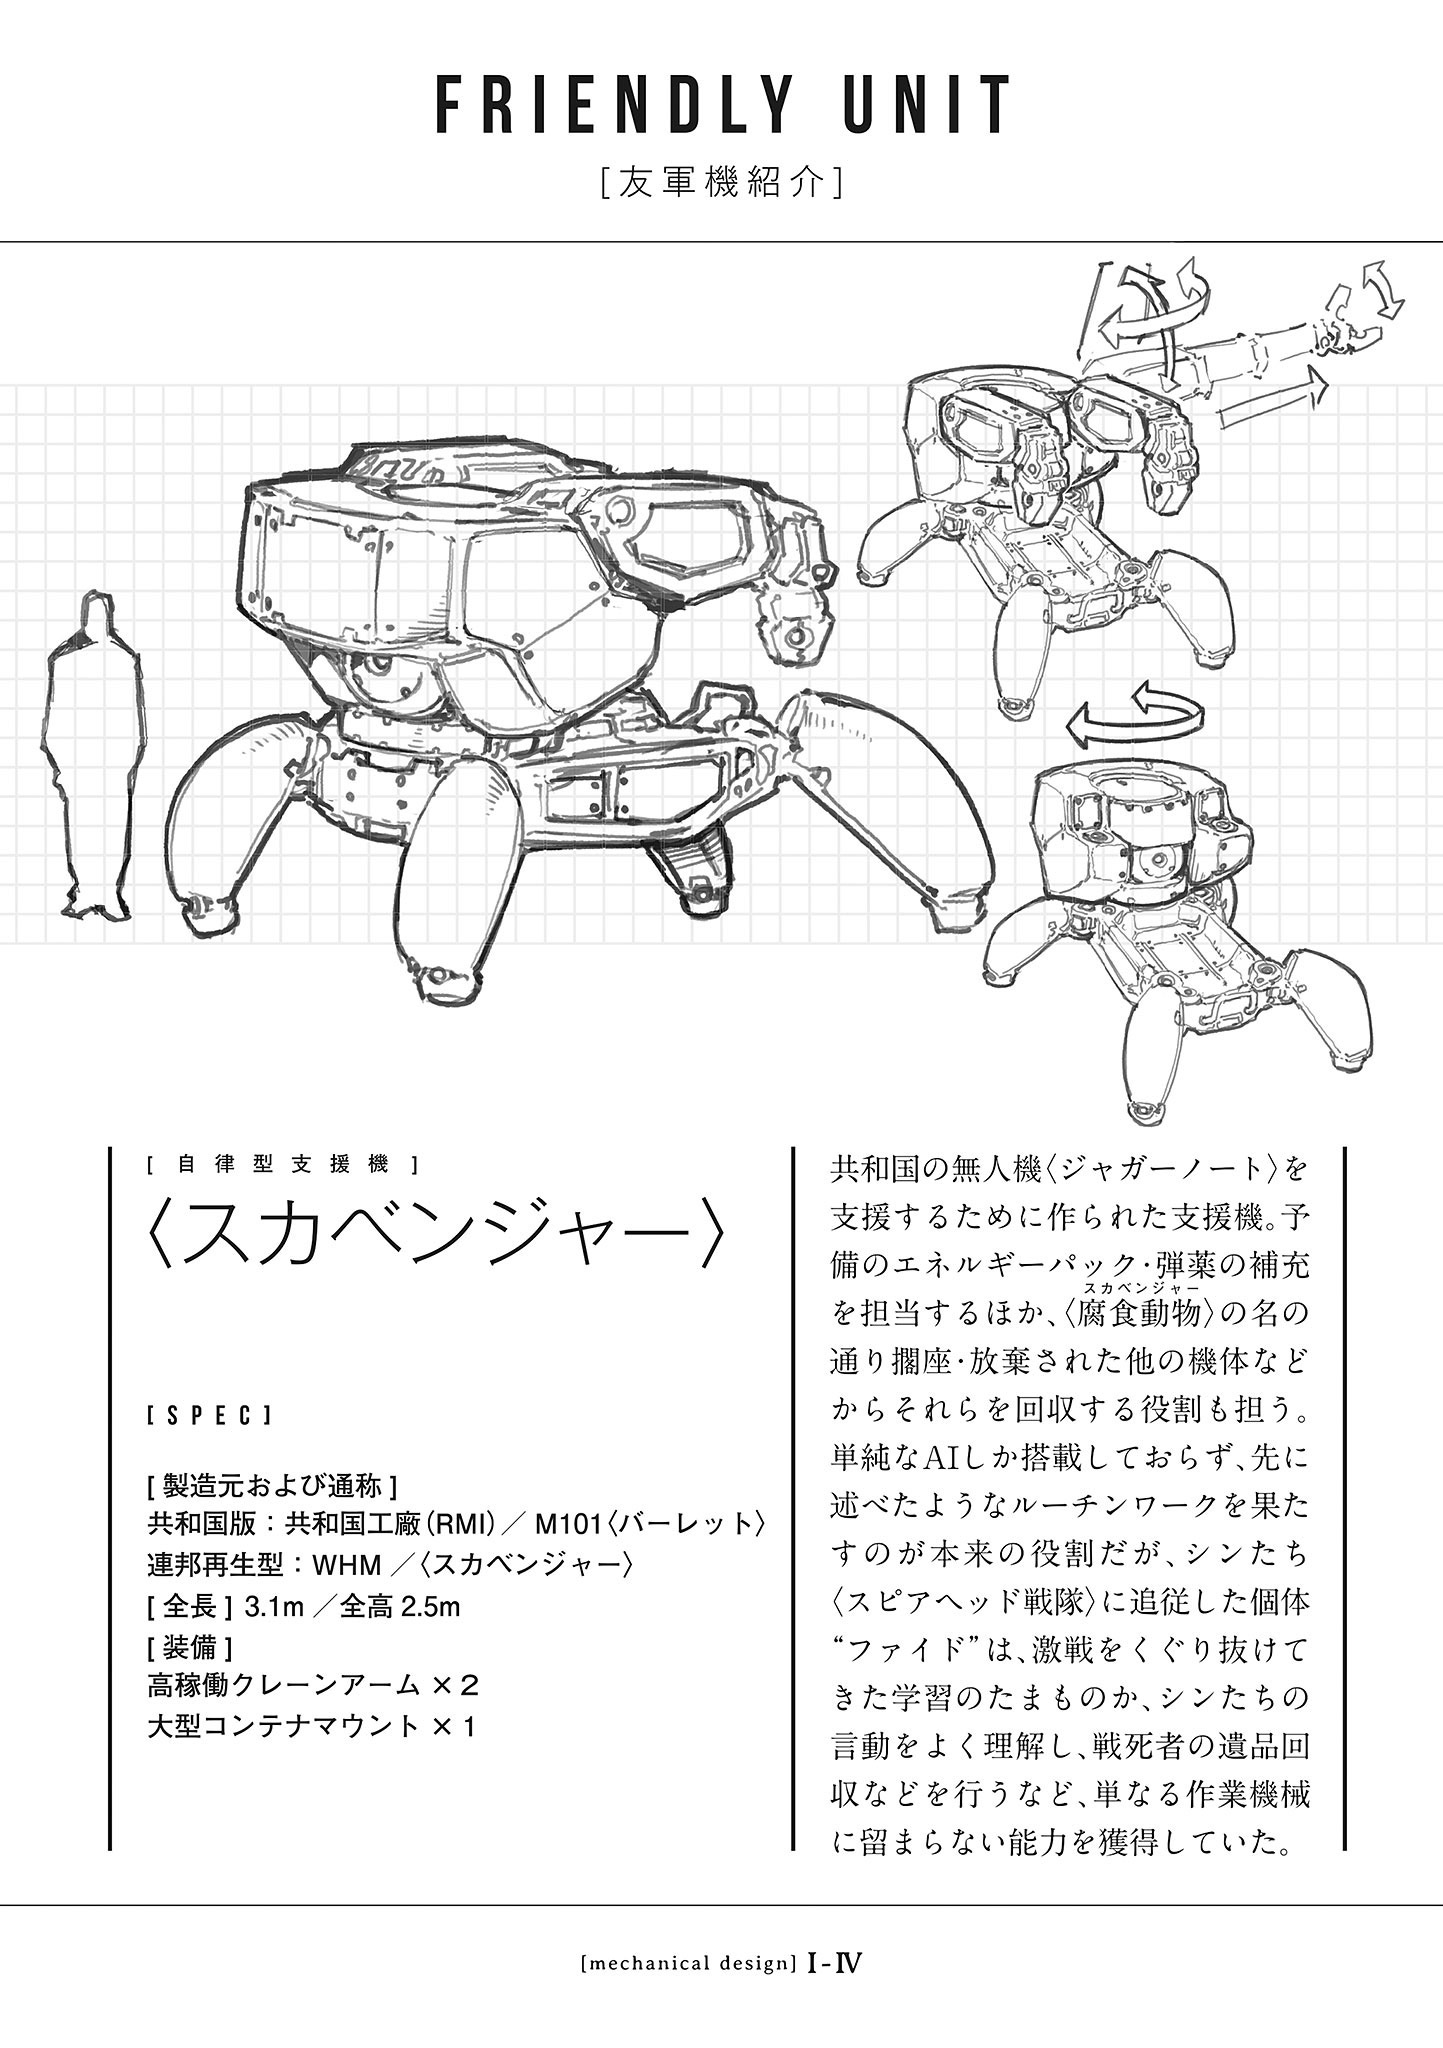 FRIENDLY UNIT
[友軍機紹介]
[自律型支援機]
〈スカベンジャー〉
[SPEC]
[製造元および通称]
共和国版：共和国工廠（RMI）／M101〈バーレット〉
連邦再生型：WHM／〈スカベンジャー〉
[全長] 3.1m ／全高 2.5m
[装備]
高稼働クレーンアーム × 2
大型コンテナマウント × 1
共和国の無人機〈ジャガーノート〉を
支援するために作られた支援機。予
備のエネルギーパック・弾薬の補充
スカベンジャー
を担当するほか、〈腐食動物〉の名の
通り擱座・放棄された他の機体など
からそれらを回収する役割も担う。
単純なAIしか搭載しておらず、先に
述べたようなルーチンワークを果た
すのが本来の役割だが、シンたち
〈スピアヘッド戦隊〉に追従した個体
“ファイド”は、激戦をくぐり抜けて
きた学習のたまものか、シンたちの
言動をよく理解し、戦死者の遺品回
収などを行うなど、単なる作業機械
に留まらない能力を獲得していた。
[mechanical design] I-IV